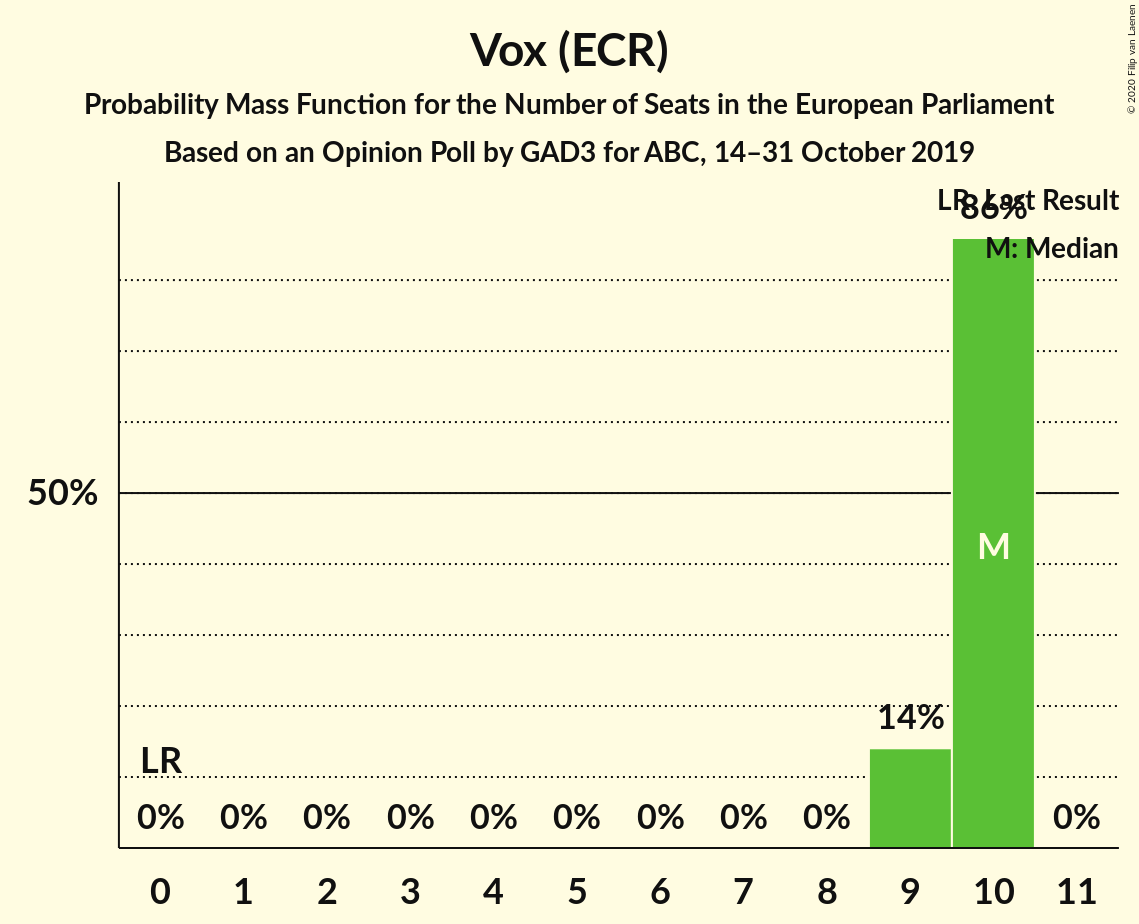 Vox (ECR)
Probability Mass Function for the Number of Seats in the European Parliament
Based on an Opinion Poll by GAD3 for ABC, 14–31 October 2019
© 2020 Filip van Laenen
LR: Last Result
86%
M: Median
50%
M
14%
LR
0% 0% 0% 0% 0% 0% 0% 0% 0% 0%
0 1 2 3 4 5 6 7 8 9 10 11